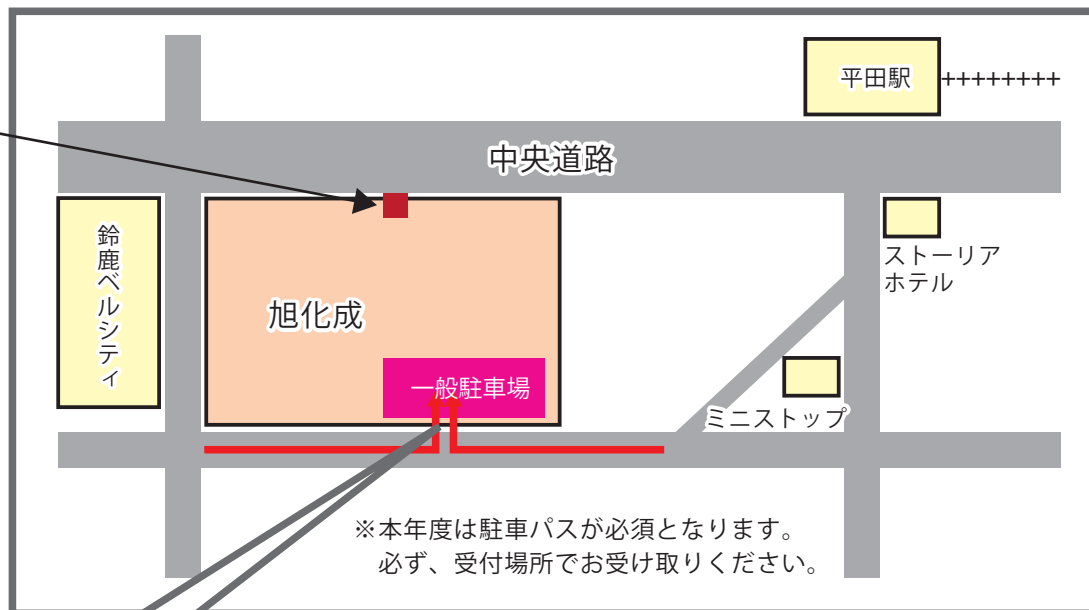 平田駅
中央道路
鈴鹿ベルシティ
旭化成
ストーリア
ホテル
一般駐車場
ミニストップ
※本年度は駐車パスが必須となります。
必ず、受付場所でお受け取りください。